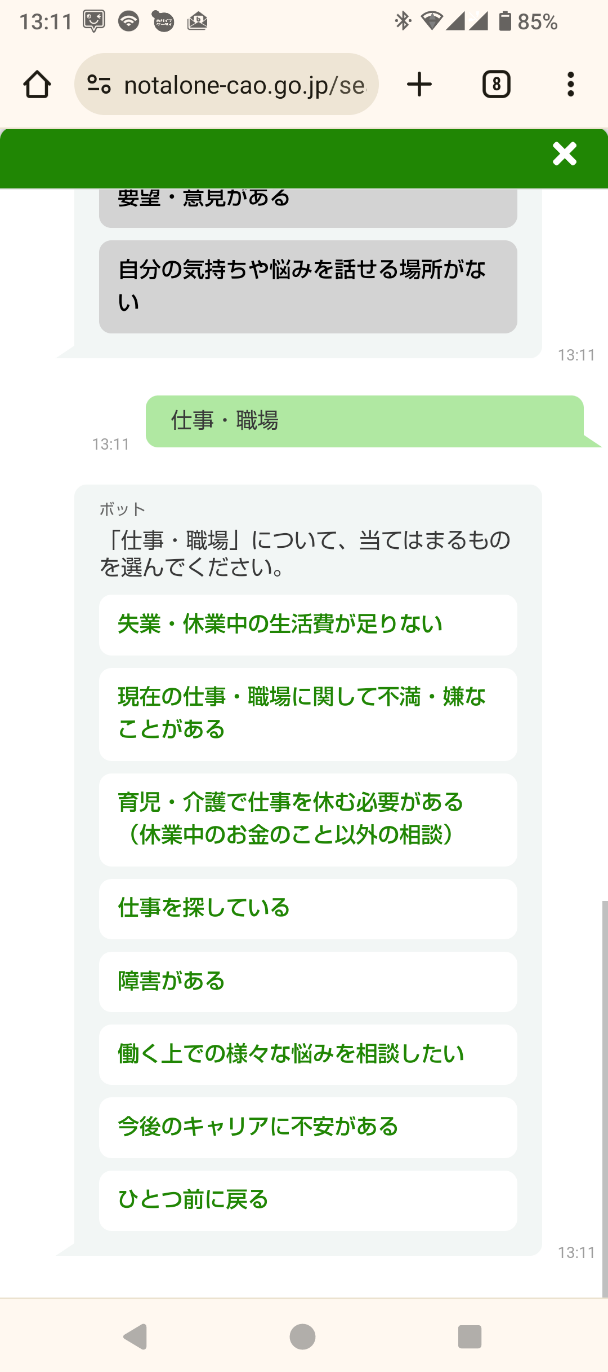 13:11
85%
notalone-cao.go.jp/se
8
要望・意見がある
自分の気持ちや悩みを話せる場所がな
い
13:11
仕事・職場
13:11
ボット
「仕事・職場」について、当てはまるもの
を選んでください。
失業・休業中の生活費が足りない
現在の仕事・職場に関して不満・嫌な
ことがある
育児・介護で仕事を休む必要がある
（休業中のお金のこと以外の相談）
仕事を探している
障害がある
働く上での様々な悩みを相談したい
今後のキャリアに不安がある
ひとつ前に戻る
13:11